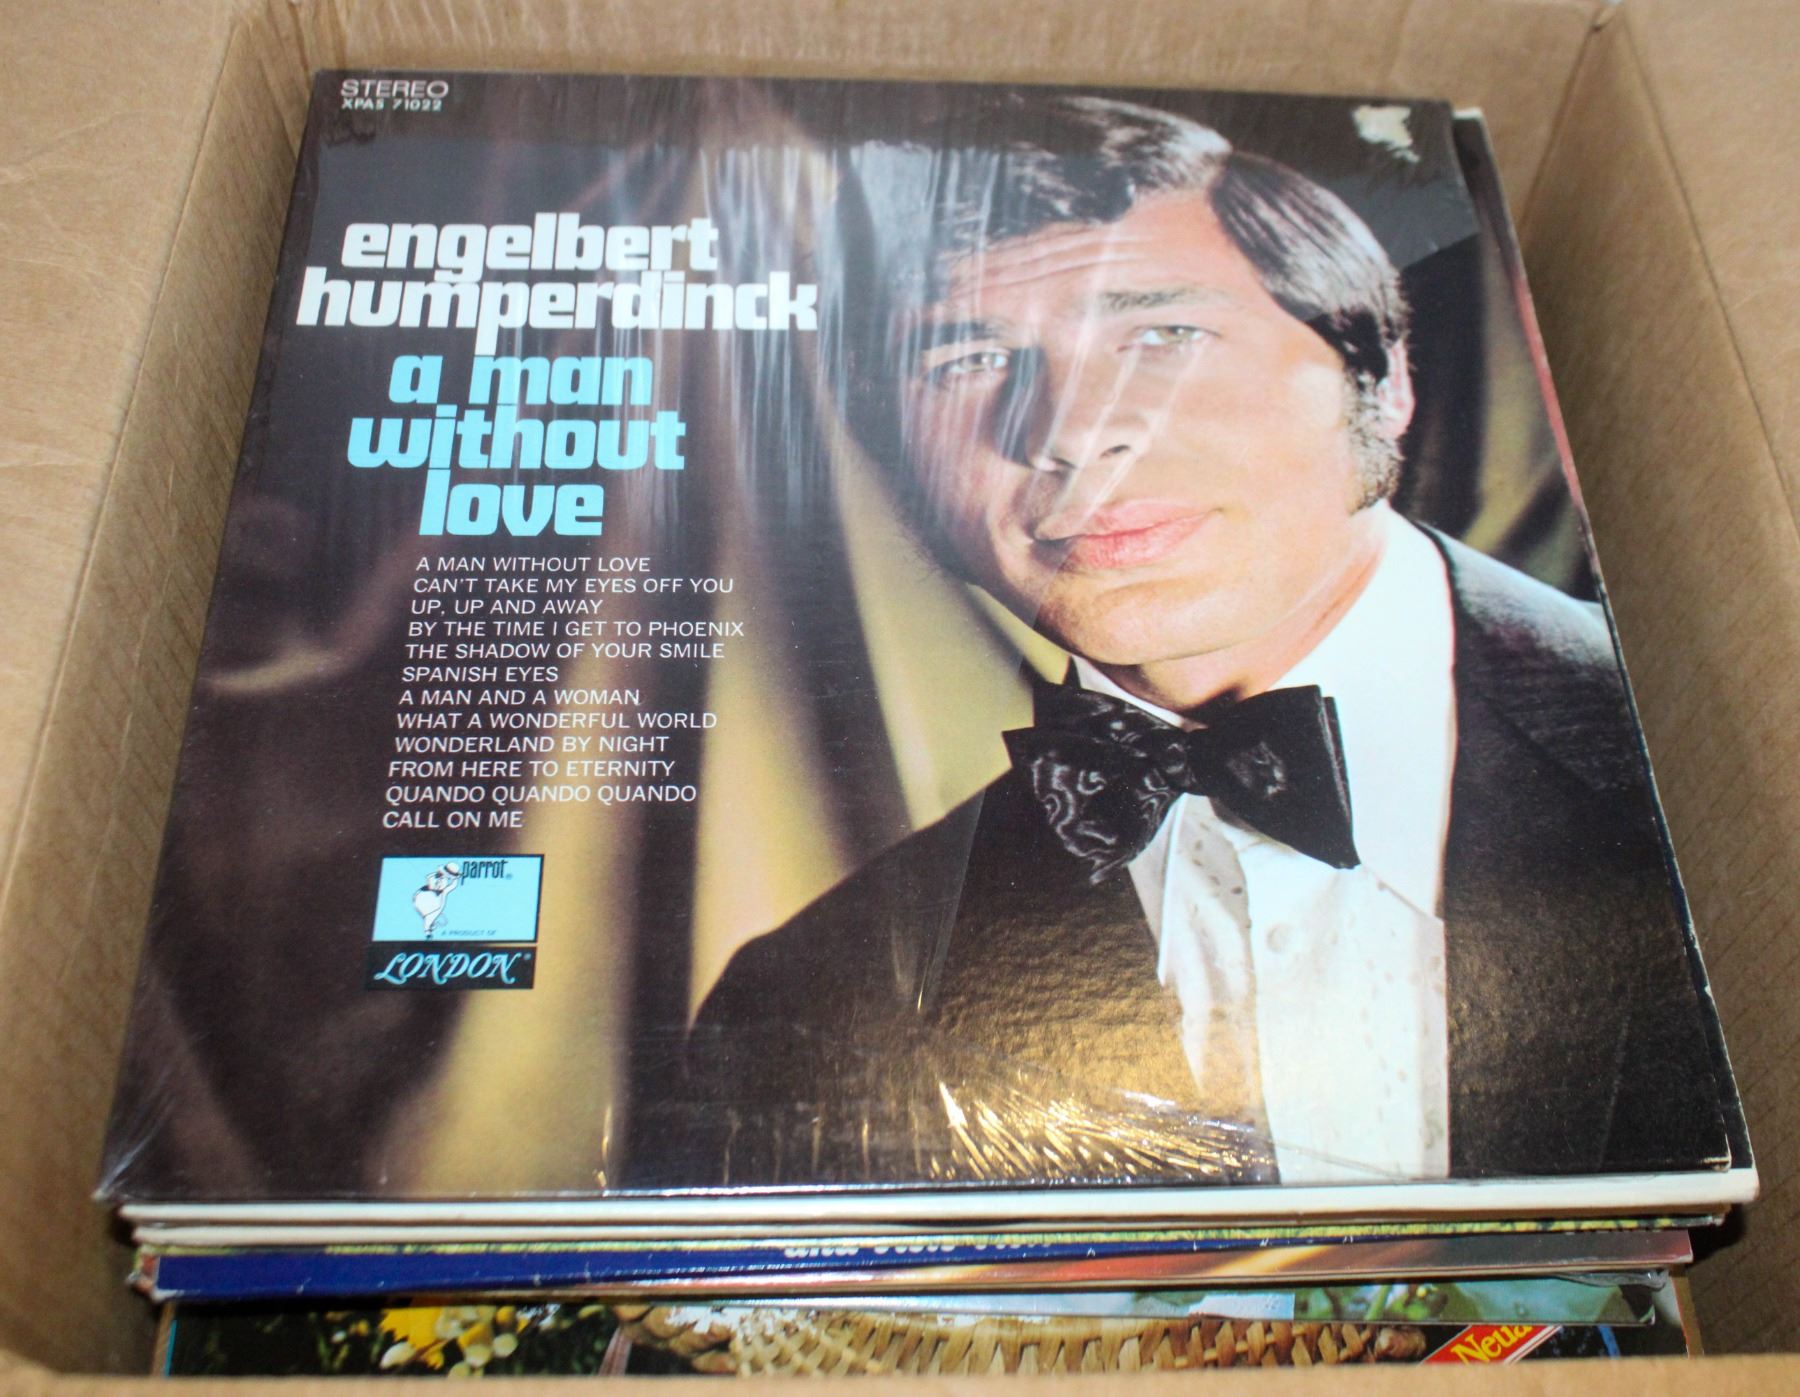 STEREO
XPAS 71022
engelbert
humperdinck
a man
without
love
A MAN WITHOUT LOVE
CAN'T TAKE MY EYES OFF YOU
UP, UP AND AWAY
BY THE TIME I GET TO PHOENIX
THE SHADOW OF YOUR SMILE
SPANISH EYES
A MAN AND A WOMAN
WHAT A WONDERFUL WORLD
WONDERLAND BY NIGHT
FROM HERE TO ETERNITY
QUANDO QUANDO QUANDO
CALL ON ME
parrot®
A PRODUCT OF
LONDON®